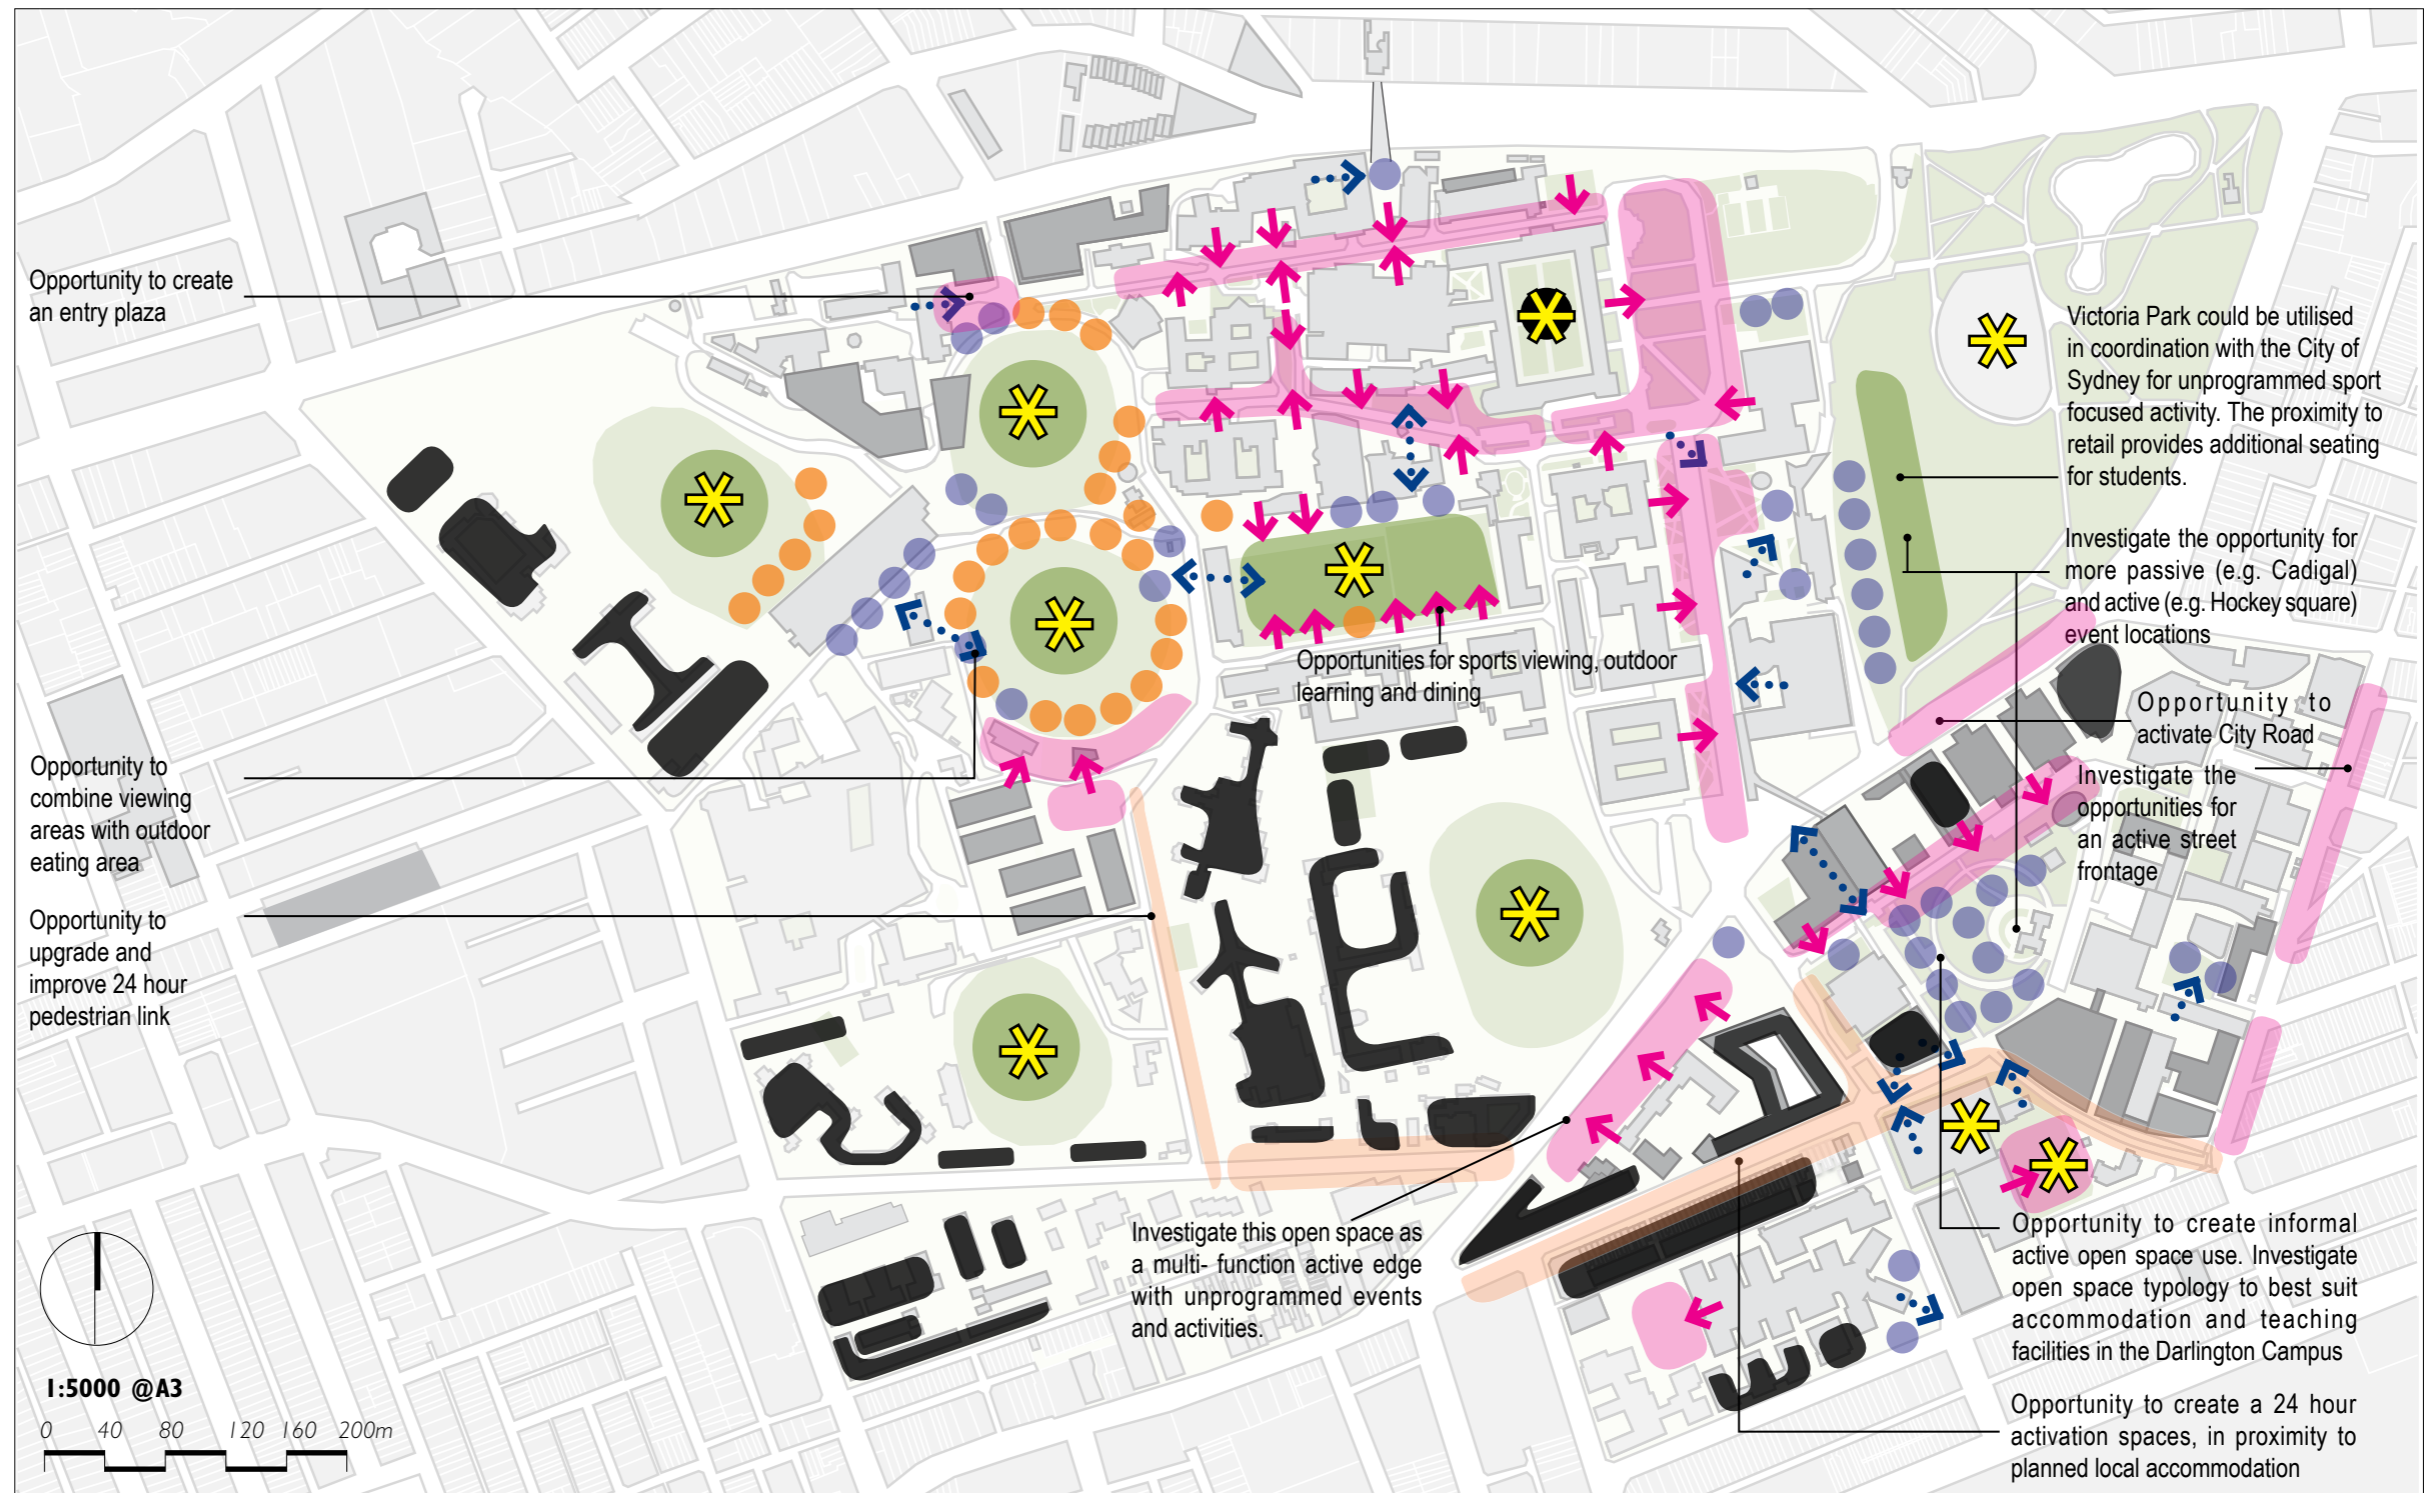 Opportunity to create
an entry plaza
Victoria Park could be utilised
in coordination with the City of
Sydney for unprogrammed sport
focused activity. The proximity to
retail provides additional seating
for students.
Investigate the opportunity for
more passive (e.g. Cadigal)
and active (e.g. Hockey square)
event locations
Opportunities for sports viewing, outdoor
learning and dining
Opportunity to
activate City Road
Investigate the
opportunities for
an active street
frontage
Opportunity to
combine viewing
areas with outdoor
eating area
Opportunity to
upgrade and
improve 24 hour
pedestrian link
Investigate this open space as
a multi- function active edge
with unprogrammed events
and activities.
Opportunity to create informal
active open space use. Investigate
open space typology to best suit
accommodation and teaching
facilities in the Darlington Campus
Opportunity to create a 24 hour
activation spaces, in proximity to
planned local accommodation
1:5000 @A3
0 40 80 120 160 200m